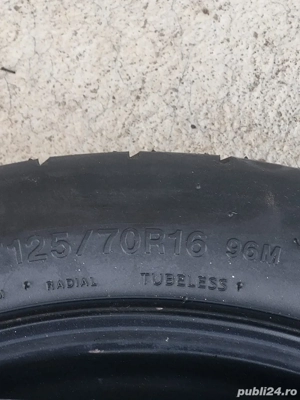 125/70R16 96M
RADIAL TUBELESS
publi24.ro